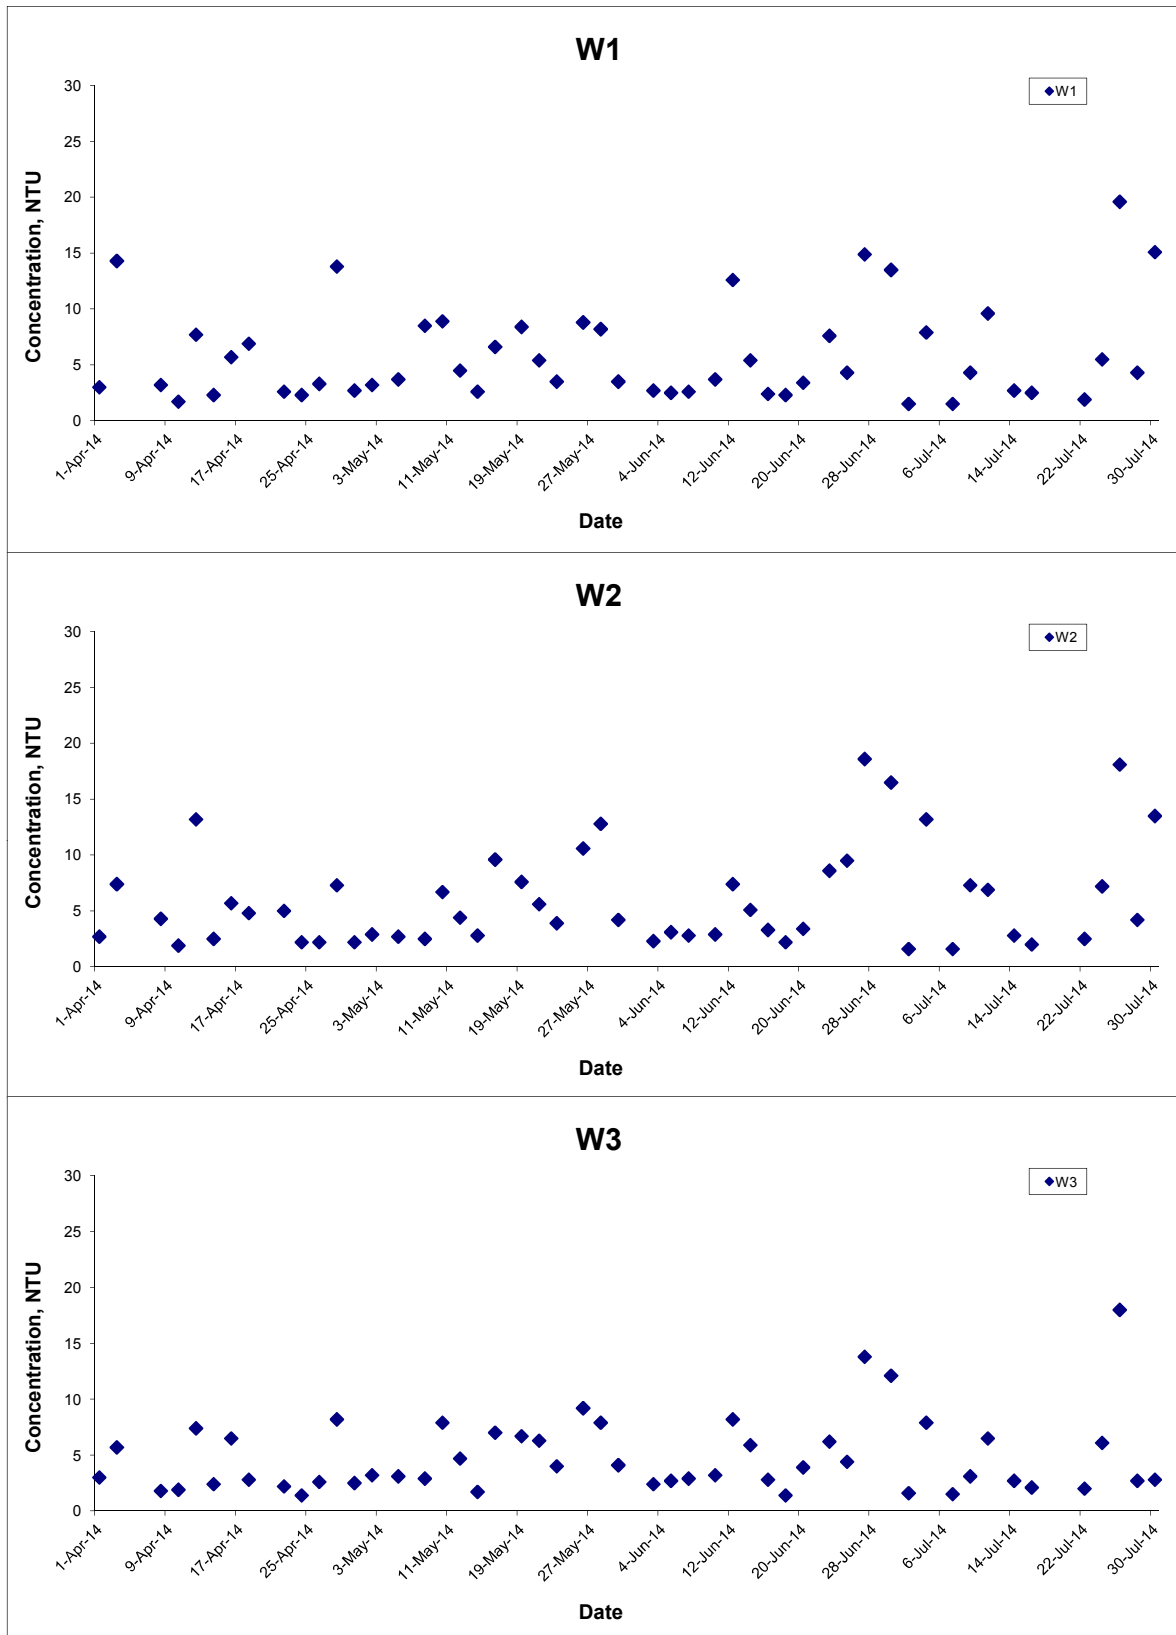 W1
W1
30
25
20
15
10
5
0
Concentration, NTU
1-Apr-14 9-Apr-14 17-Apr-14 25-Apr-14 3-May-14 11-May-14 19-May-14 27-May-14 4-Jun-14 12-Jun-14 20-Jun-14 28-Jun-14 6-Jul-14 14-Jul-14 22-Jul-14 30-Jul-14
Date
W2
W2
30
25
20
15
10
5
0
Concentration, NTU
1-Apr-14 9-Apr-14 17-Apr-14 25-Apr-14 3-May-14 11-May-14 19-May-14 27-May-14 4-Jun-14 12-Jun-14 20-Jun-14 28-Jun-14 6-Jul-14 14-Jul-14 22-Jul-14 30-Jul-14
Date
W3
W3
30
25
20
15
10
5
0
Concentration, NTU
1-Apr-14 9-Apr-14 17-Apr-14 25-Apr-14 3-May-14 11-May-14 19-May-14 27-May-14 4-Jun-14 12-Jun-14 20-Jun-14 28-Jun-14 6-Jul-14 14-Jul-14 22-Jul-14 30-Jul-14
Date